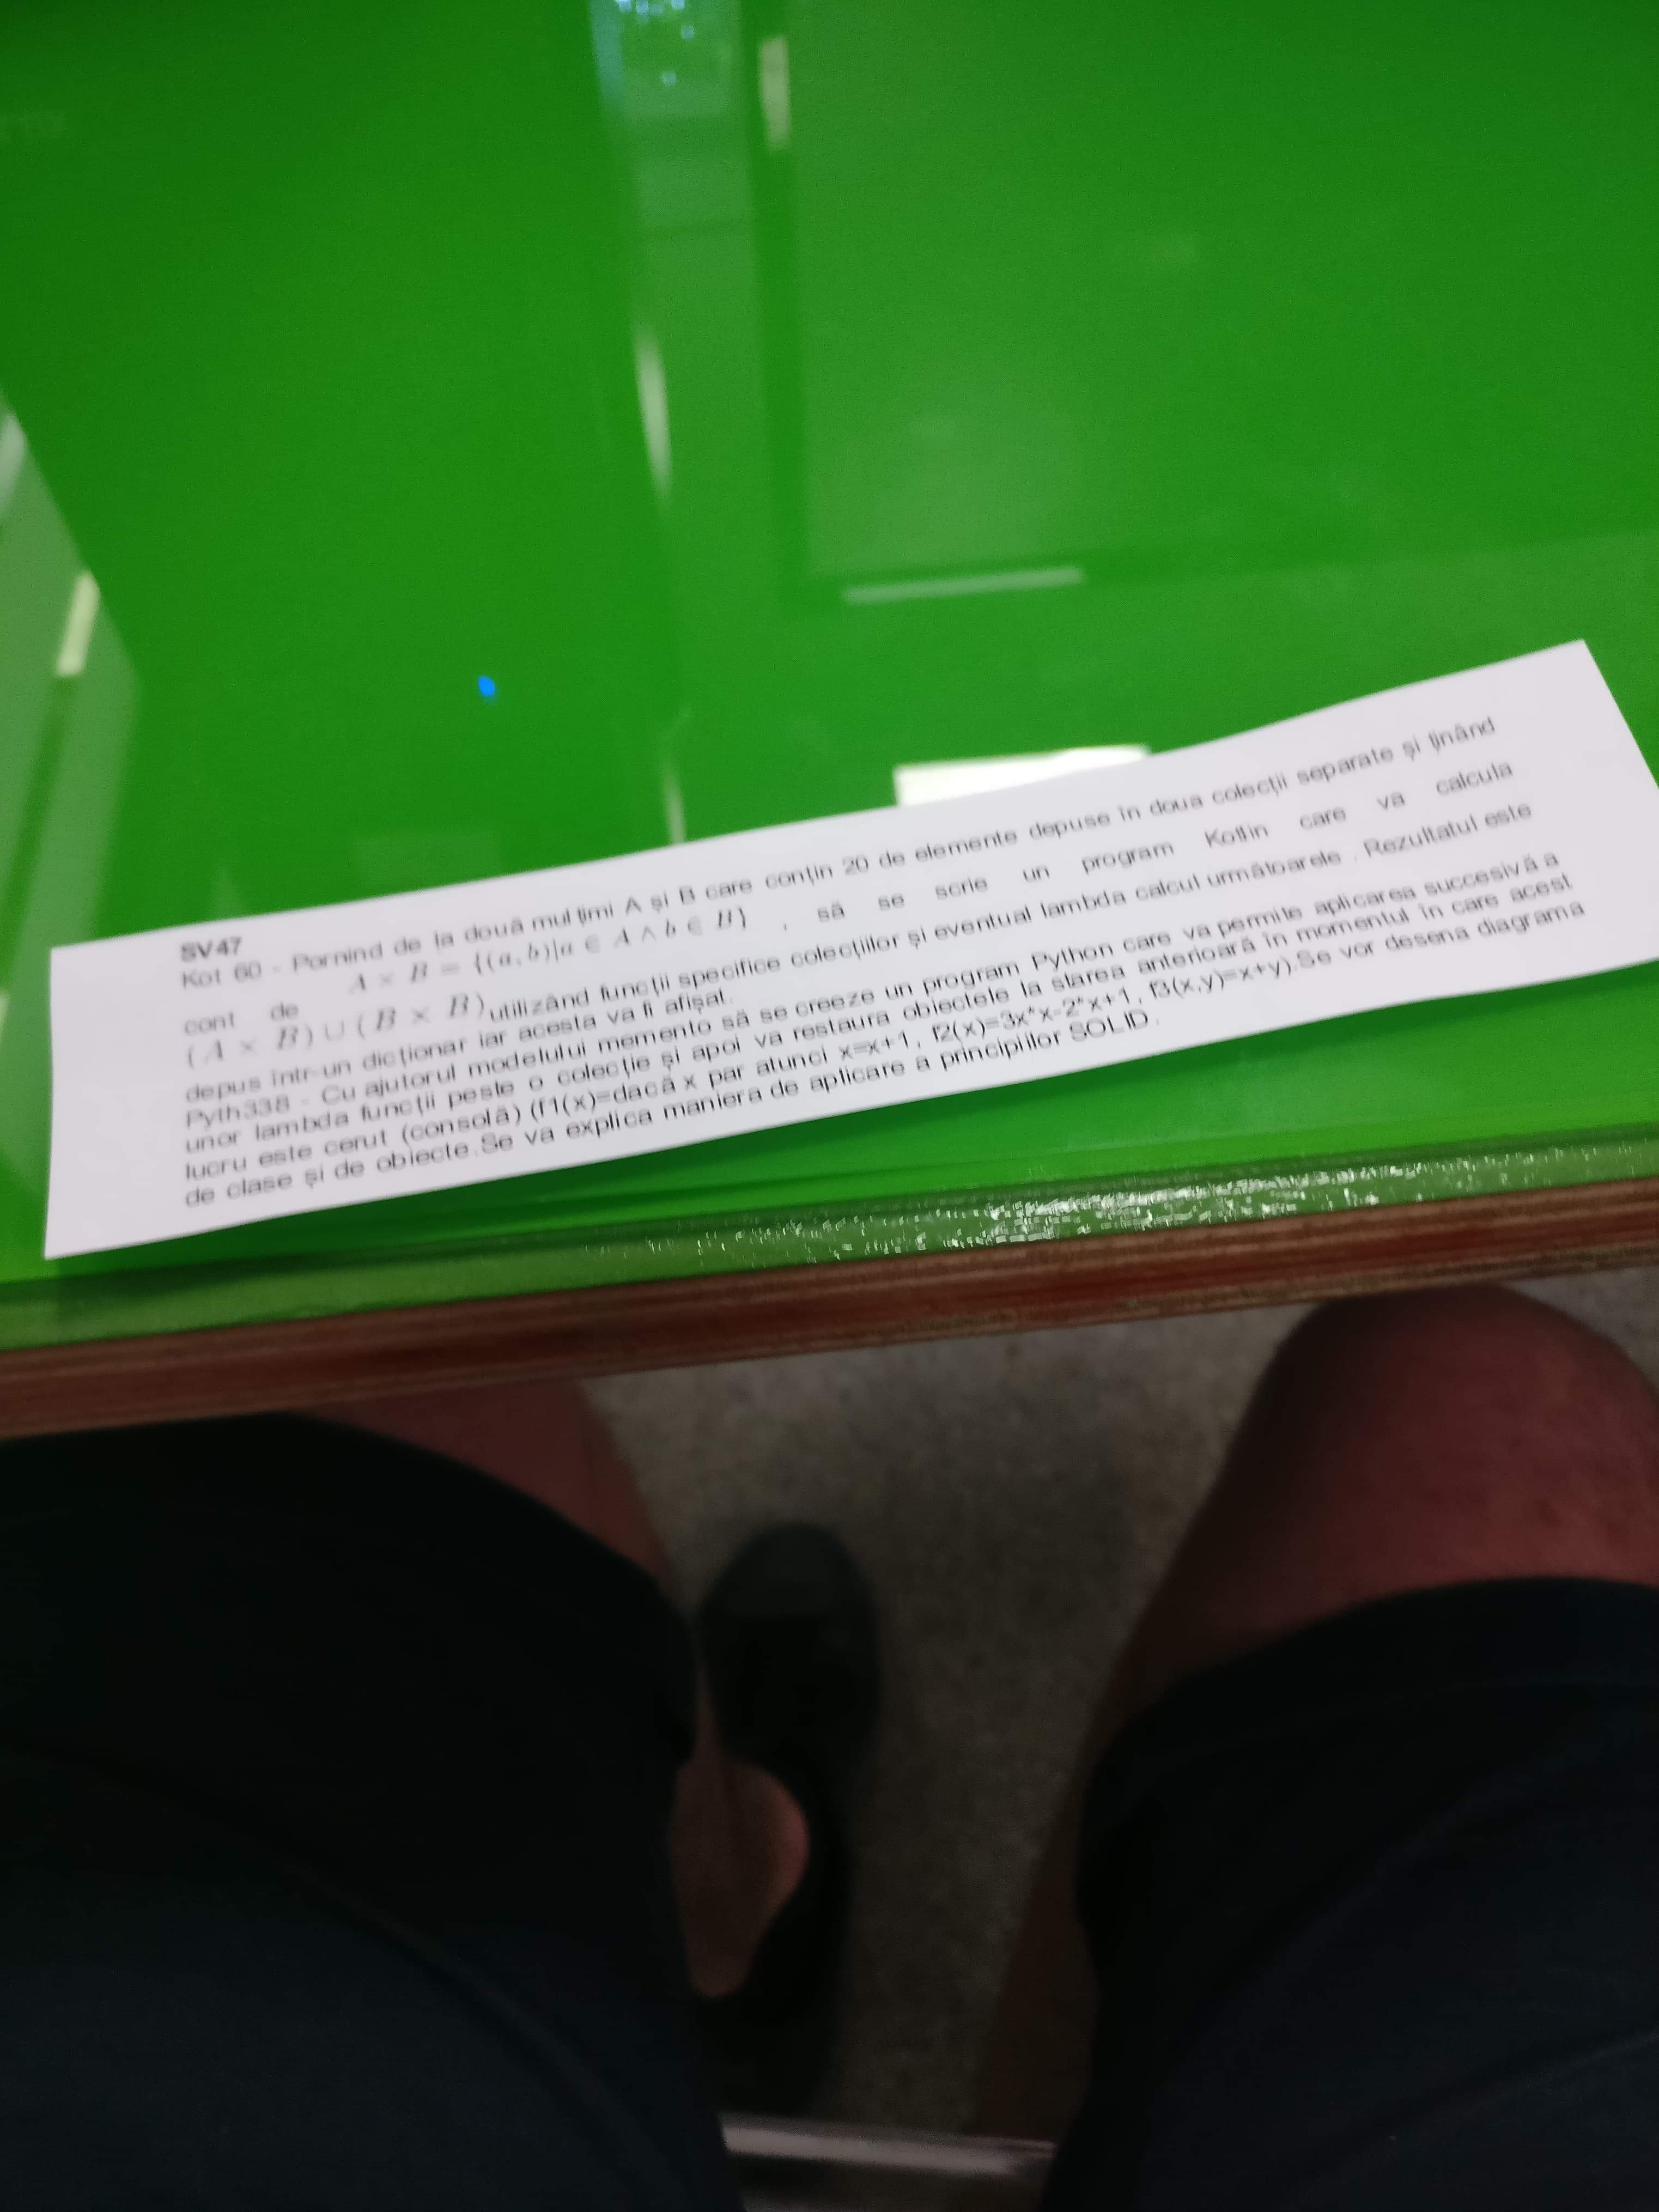 SV47
Kot 60 - Pornind de la două mulțimi A și B care conțin 20 de elemente depuse în doua colecții separate și ținând
cont de A × B = {(a, b)|a ∈ A ∧ b ∈ B} , să se scrie un program Kotlin care va calcula
(A × B) ∪ (B × B) utilizând funcții specifice colecțiilor și eventual lambda calcul următoarele . Rezultatul este
depus într-un dicționar iar acesta va fi afișat.
Pyth338 - Cu ajutorul modelului memento să se creeze un program Python care va permite aplicarea succesivă a
unor lambda funcții peste o colecție și apoi va restaura obiectele la starea anterioară în momentul în care acest
lucru este cerut (consolă) (f1(x)=dacă x par atunci x=x+1, f2(x)=3x*x-2*x+1, f3(x,y)=x+y).Se vor desena diagrama
de clase și de obiecte.Se va explica maniera de aplicare a principiilor SOLID.